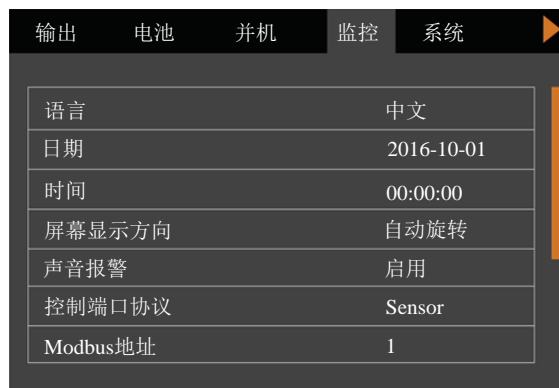 输出 电池 并机 监控 系统
语言 中文
日期 2016-10-01
时间 00:00:00
屏幕显示方向 自动旋转
声音报警 启用
控制端口协议 Sensor
Modbus地址 1